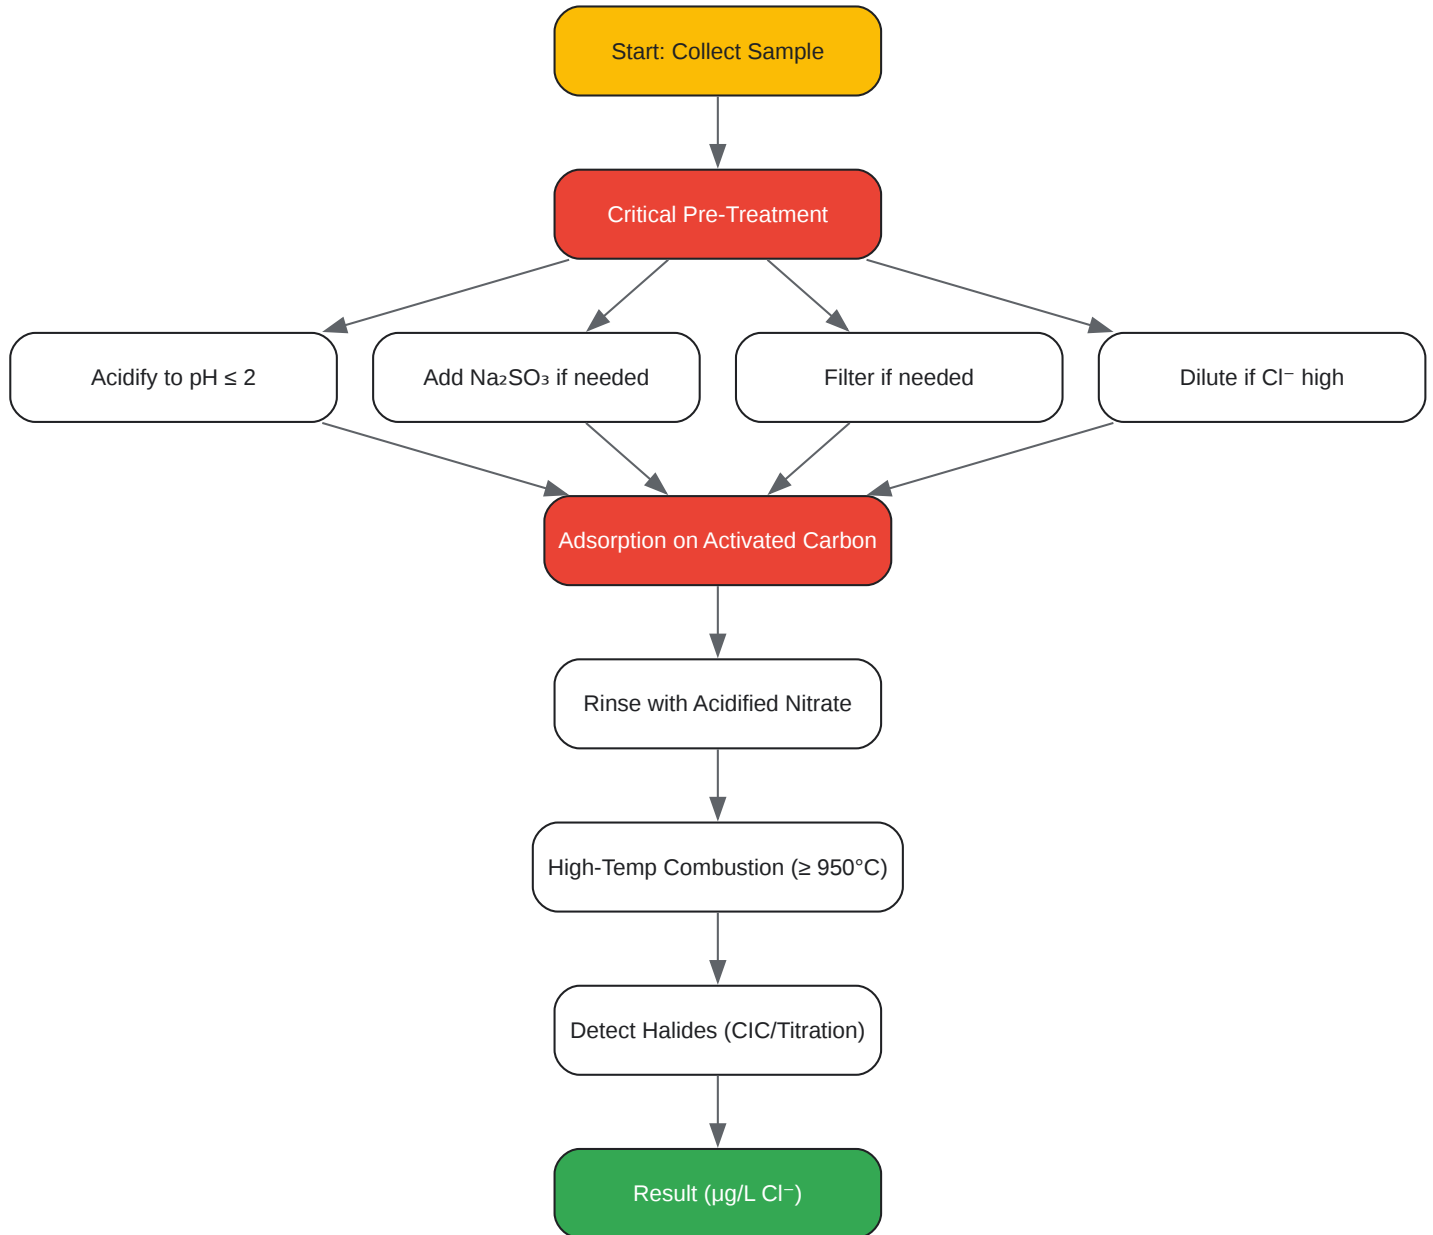 Start: Collect Sample
Critical Pre-Treatment
Acidify to pH ≤ 2
Add Na₂SO₃ if needed
Filter if needed
Dilute if Cl⁻ high
Adsorption on Activated Carbon
Rinse with Acidified Nitrate
High-Temp Combustion (≥ 950°C)
Detect Halides (CIC/Titration)
Result (μg/L Cl⁻)